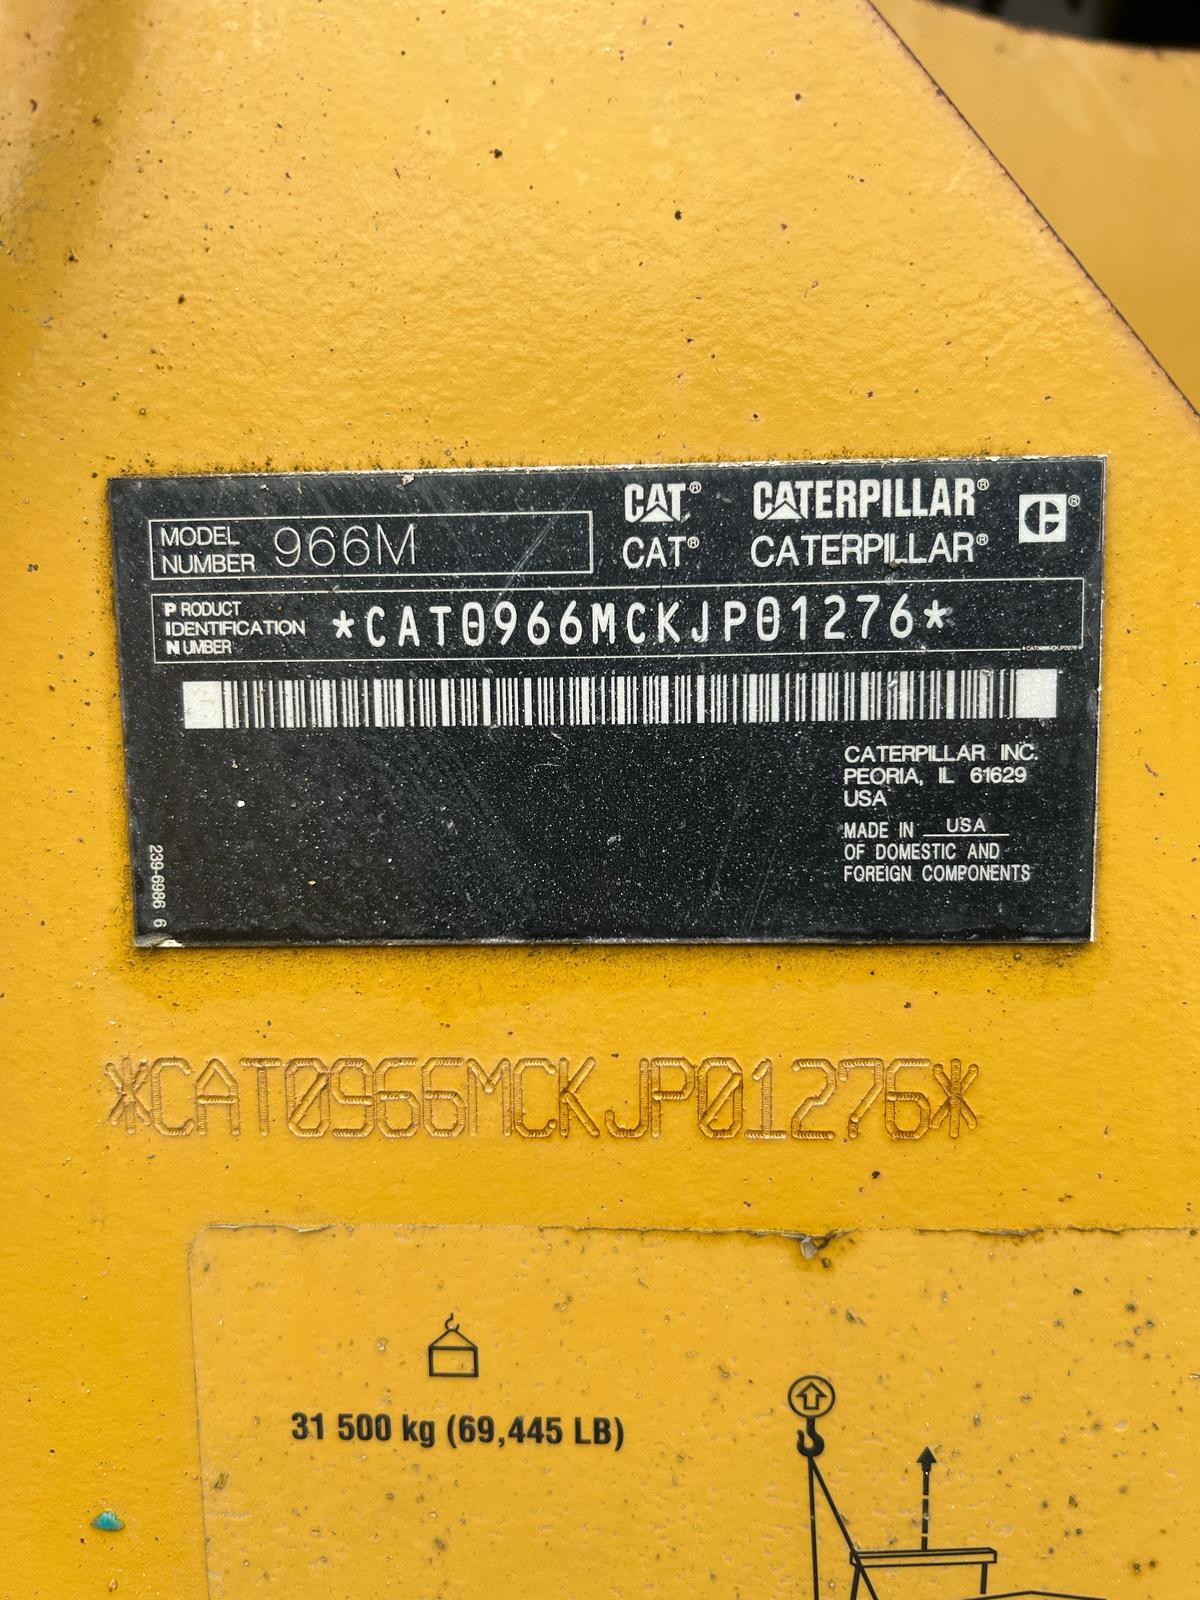 MODEL NUMBER 966M
CAT® CATERPILLAR® C®
CAT® CATERPILLAR®
PRODUCT
IDENTIFICATION
NUMBER
*CAT0966MCKJP01276*
CATERPILLAR INC.
PEORIA, IL 61629
USA
MADE IN USA
OF DOMESTIC AND
FOREIGN COMPONENTS
239-6986 6
*CAT0966MCKJP01276*
31 500 kg (69,445 LB)